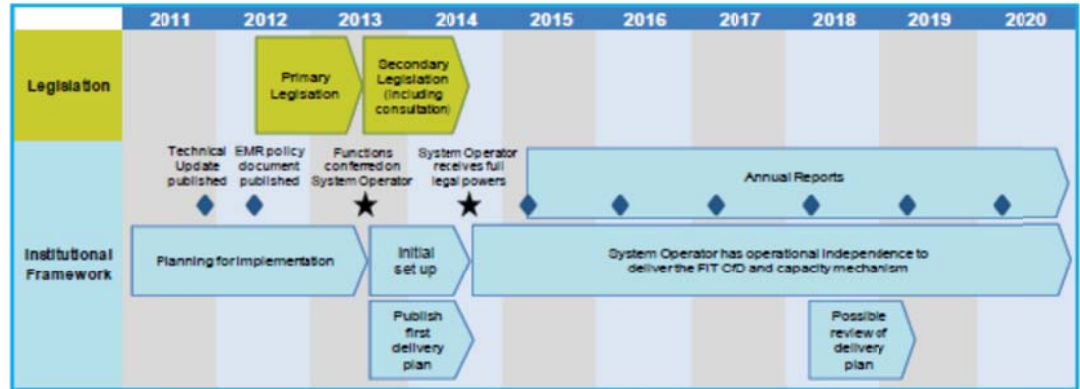 2011 2012 2013 2014 2015 2016 2017 2018 2019 2020
Legislation
Primary
Legisation
Secondary
Legislation
(including
consultation)
Technical
Update
published
EMR policy
document
published
Functions
conferred on
System Operator
System Operator
receives full
legal powers
Annual Reports
Institutional
Framework
Planning for Implementation
Initial
set up
System Operator has operational independence to
deliver the FIT CfD and capacity mechanism
Publish
first
delivery
plan
Possible
review of
delivery
plan